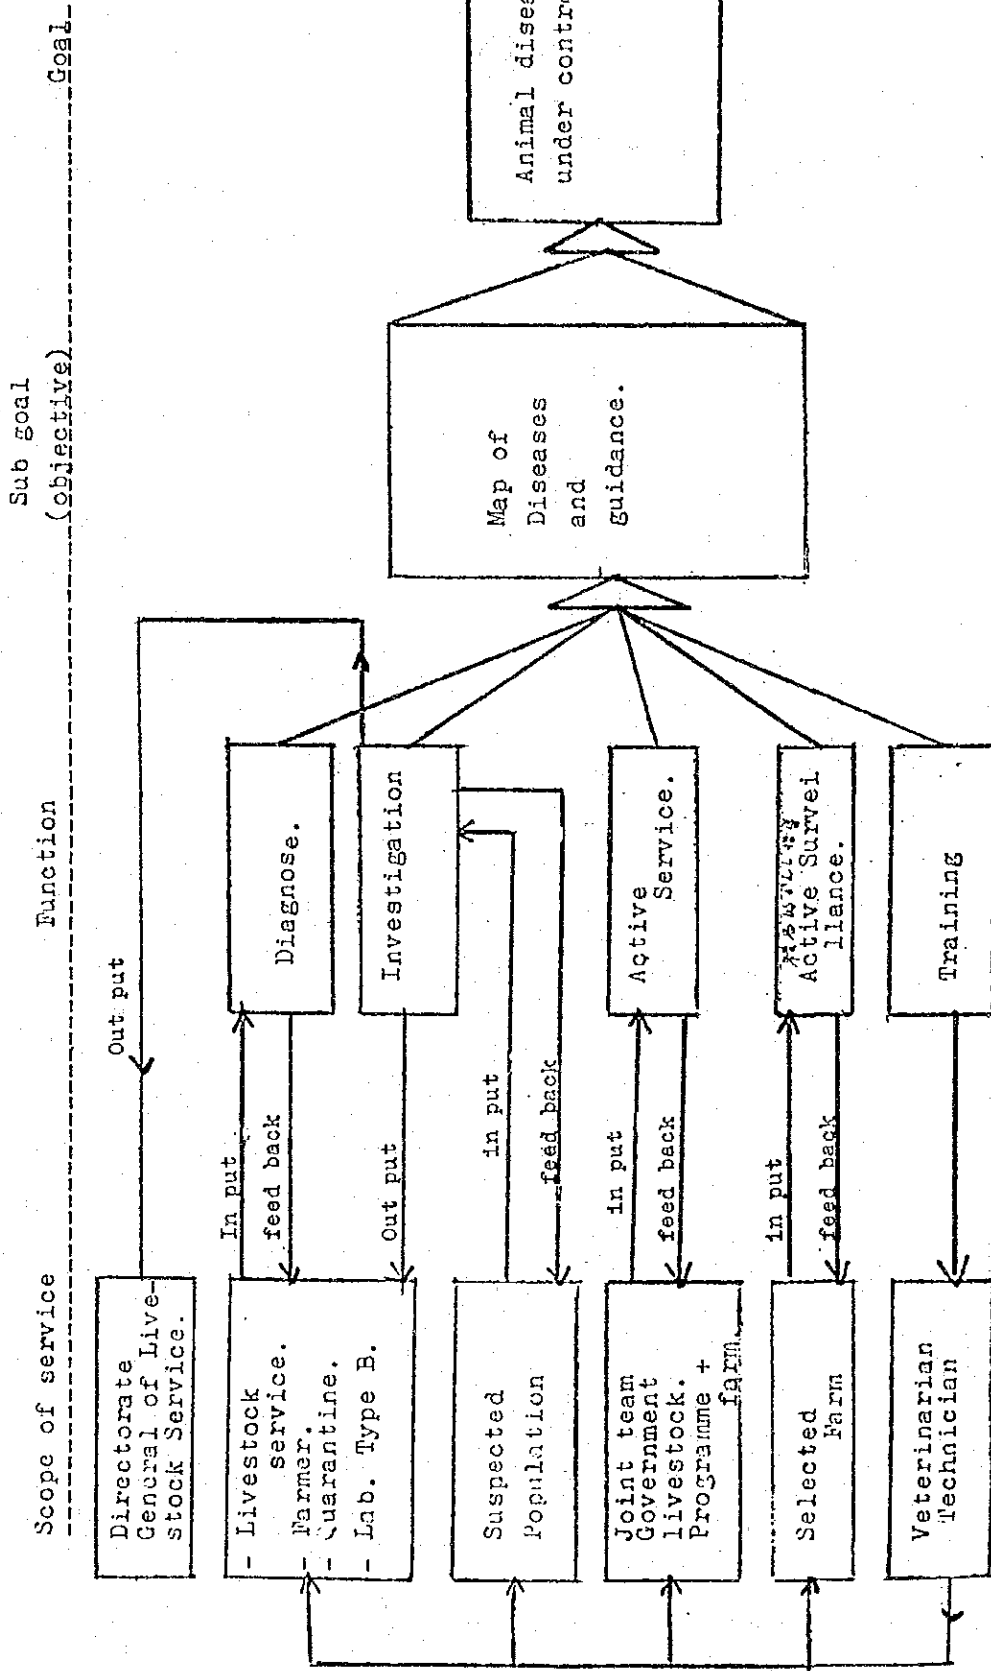 Scope of service
Function
Sub goal
(objective)
Goal
Directorate
General of Live-
stock Service.
Out put
- Livestock
service.
- Farmer.
- Quarantine.
- Lab. Type B.
In put
feed back
Out put
Diagnose.
Investigation
Suspected
Population
in put
feed back
Joint team
Government
livestock.
Programme +
farm
in put
feed back
Active
Service.
Selected
Farm
in put
feed back
Active Survei
llance.
Veterinarian
Technician
Training
Map of
Diseases
and
guidance.
Animal
under